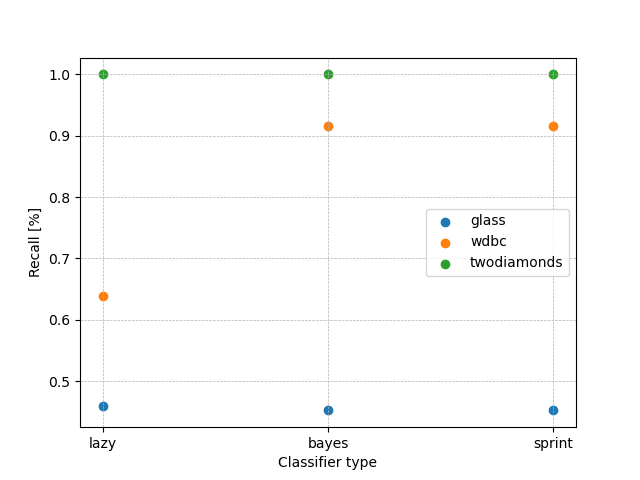 1.0
0.9
0.8
0.7
0.6
0.5
Recall [%]
glass
wdbc
twodiamonds
lazy
bayes
sprint
Classifier type